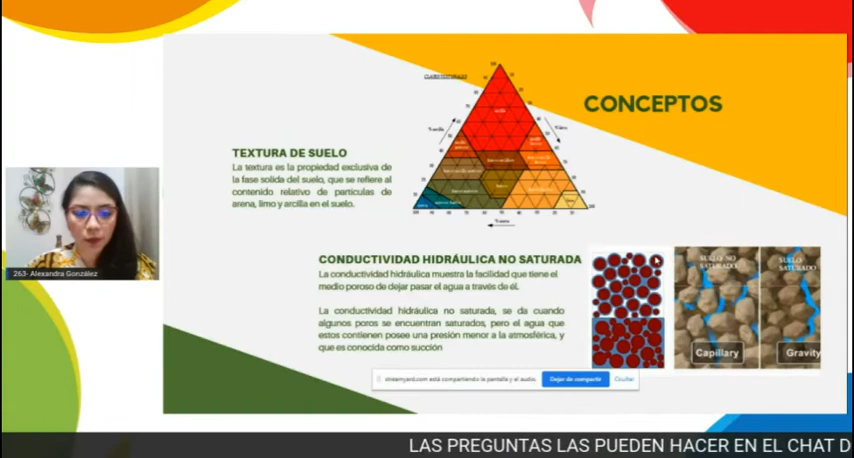 CONCEPTOS
TEXTURA DE SUELO
La textura es la propiedad exclusiva de
la fase solida del suelo, que se refiere al
contenido relativo de partículas de
arena, limo y arcilla en el suelo.
CONDUCTIVIDAD HIDRÁULICA NO SATURADA
La conductividad hidráulica muestra la facilidad que tiene el
medio poroso de dejar pasar el agua a través de él.
La conductividad hidráulica no saturada, se da cuando
algunos poros se encuentran saturados, pero el agua que
estos contienen posee una presión menor a la atmosférica, y
que es conocida como succión
SUELO NO
SATURADO
SUELO
SATURADO
Capillary
Gravity
263- Alexandra González
streamyard.com está compartiendo la pantalla y el audio.
Dejar de compartir
Ocultar
LAS PREGUNTAS LAS PUEDEN HACER EN EL CHAT D